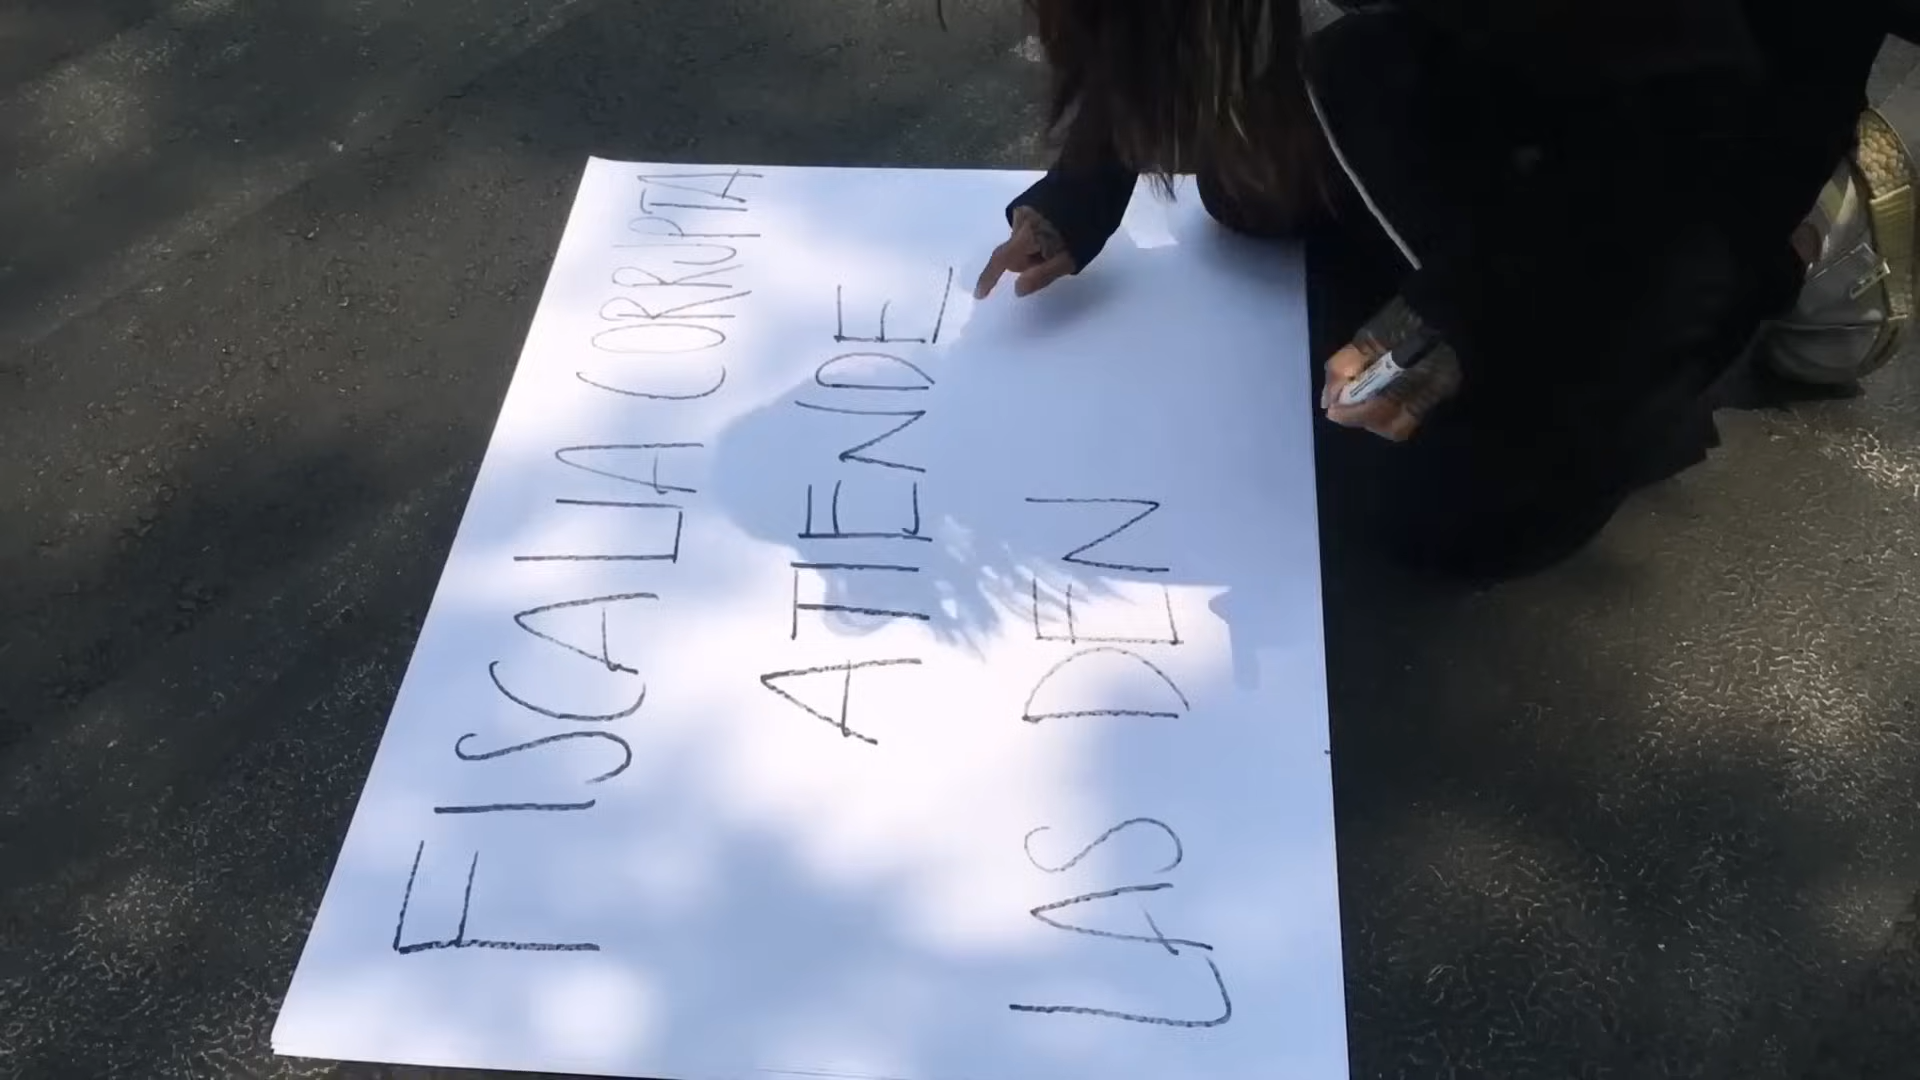 FISCALIA CORRUPTA
ATIENDE
LAS DEN